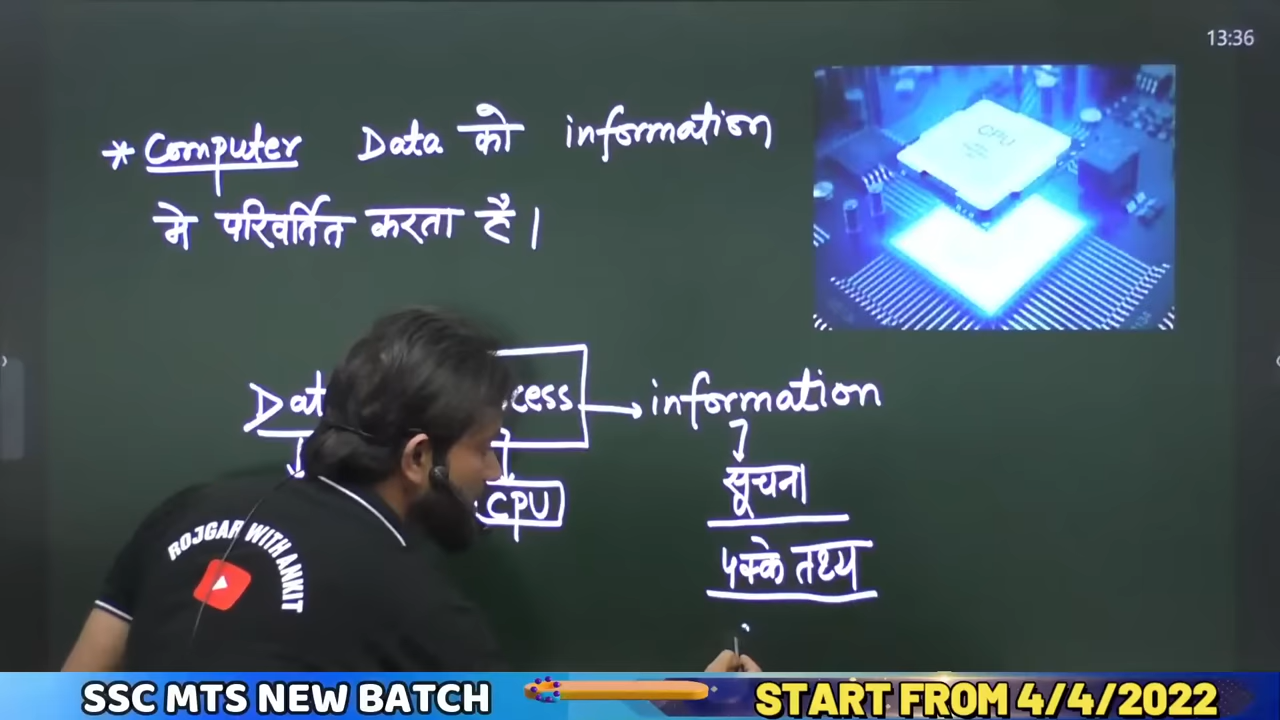 13:36
* Computer Data को information
CPU
मे परिवर्तित करता है।
information
CPU
सूचना
पक्के तथ्य
ROJGAR WITH ANKIT
SSC MTS NEW BATCH START FROM 4/4/2022